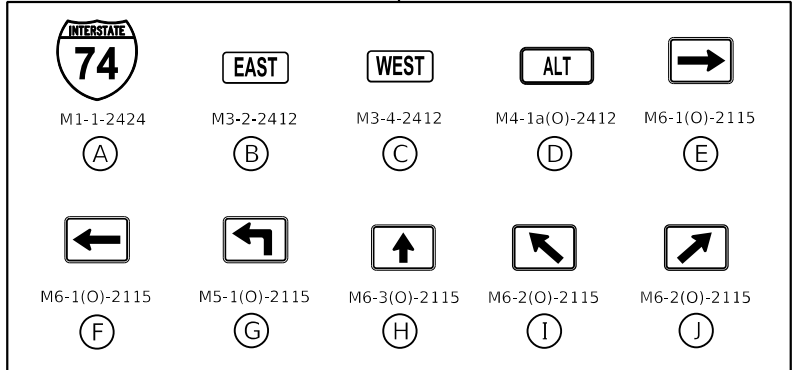 INTERSTATE
74
EAST
WEST
ALT
M1-1-2424
M3-2-2412
M3-4-2412
M4-1a(O)-2412
M6-1(O)-2115
A
B
C
D
E
M6-1(O)-2115
M5-1(O)-2115
M6-3(O)-2115
M6-2(O)-2115
M6-2(O)-2115
F
G
H
I
J